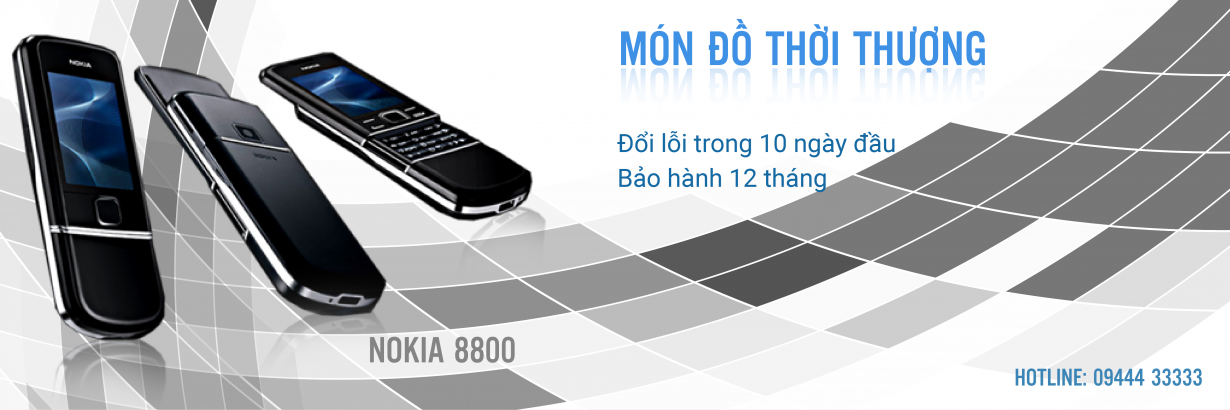 MÓN ĐỒ THỜI THƯỢNG
Đổi lỗi trong 10 ngày đầu
Bảo hành 12 tháng
NOKIA
NOKIA 8800
HOTLINE: 09444 33333